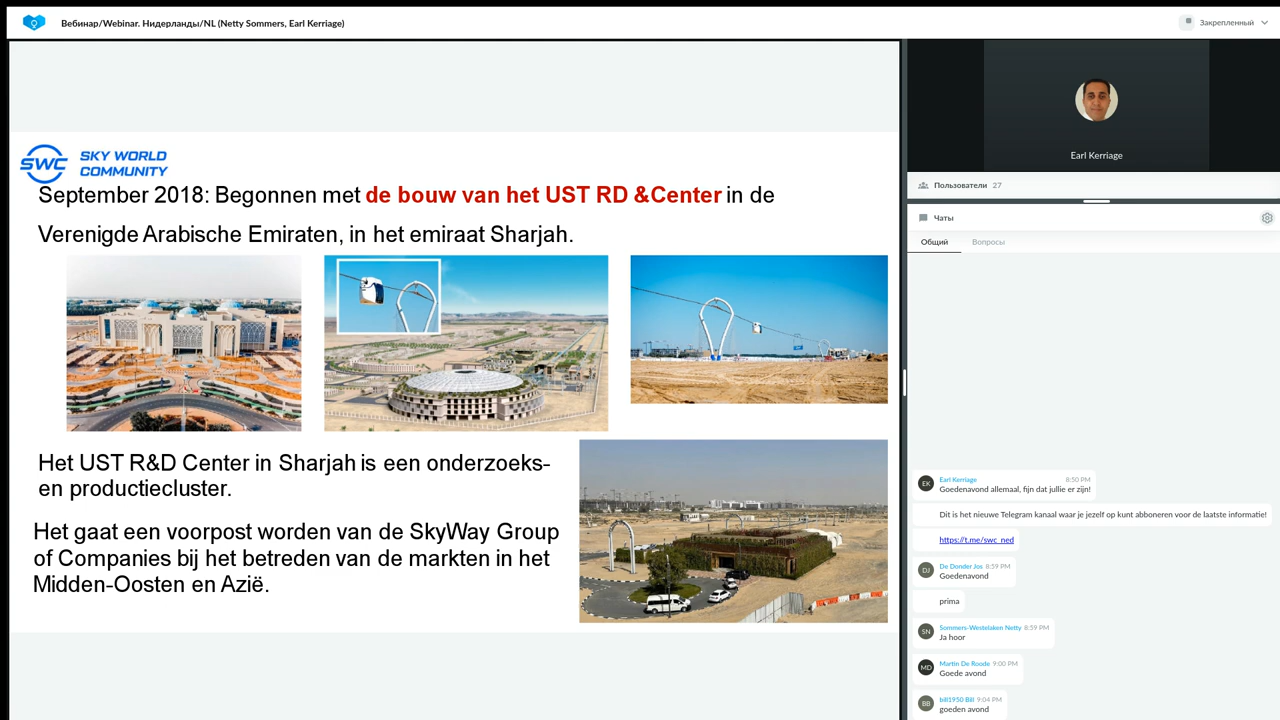 Вебинар/Webinar. Нидерланды/NL (Netty Sommers, Earl Kerriage)
Закрепленный
SWC
SKY WORLD
COMMUNITY
September 2018: Begonnen met de bouw van het UST RD &Center in de
Verenigde Arabische Emiraten, in het emiraat Sharjah.
Het UST R&D Center in Sharjah is een onderzoeks-
en productiecluster.
Het gaat een voorpost worden van de SkyWay Group
of Companies bij het betreden van de markten in het
Midden-Oosten en Azië.
Earl Kerriage
Пользователи 27
Чаты
Общий Вопросы
EK
Earl Kerriage 8:50 PM
Goedenavond allemaal, fijn dat jullie er zijn!
Dit is het nieuwe Telegram kanaal waar je jezelf op kunt abboneren voor de laatste informatie!
https://t.me/swc_ned
DJ
De Donder Jos 8:59 PM
Goedenavond
prima
SN
Sommers-Westelaken Netty 8:59 PM
Ja hoor
MD
Martin De Roode 9:00 PM
Goede avond
BB
bill1950 Bill 9:04 PM
goeden avond